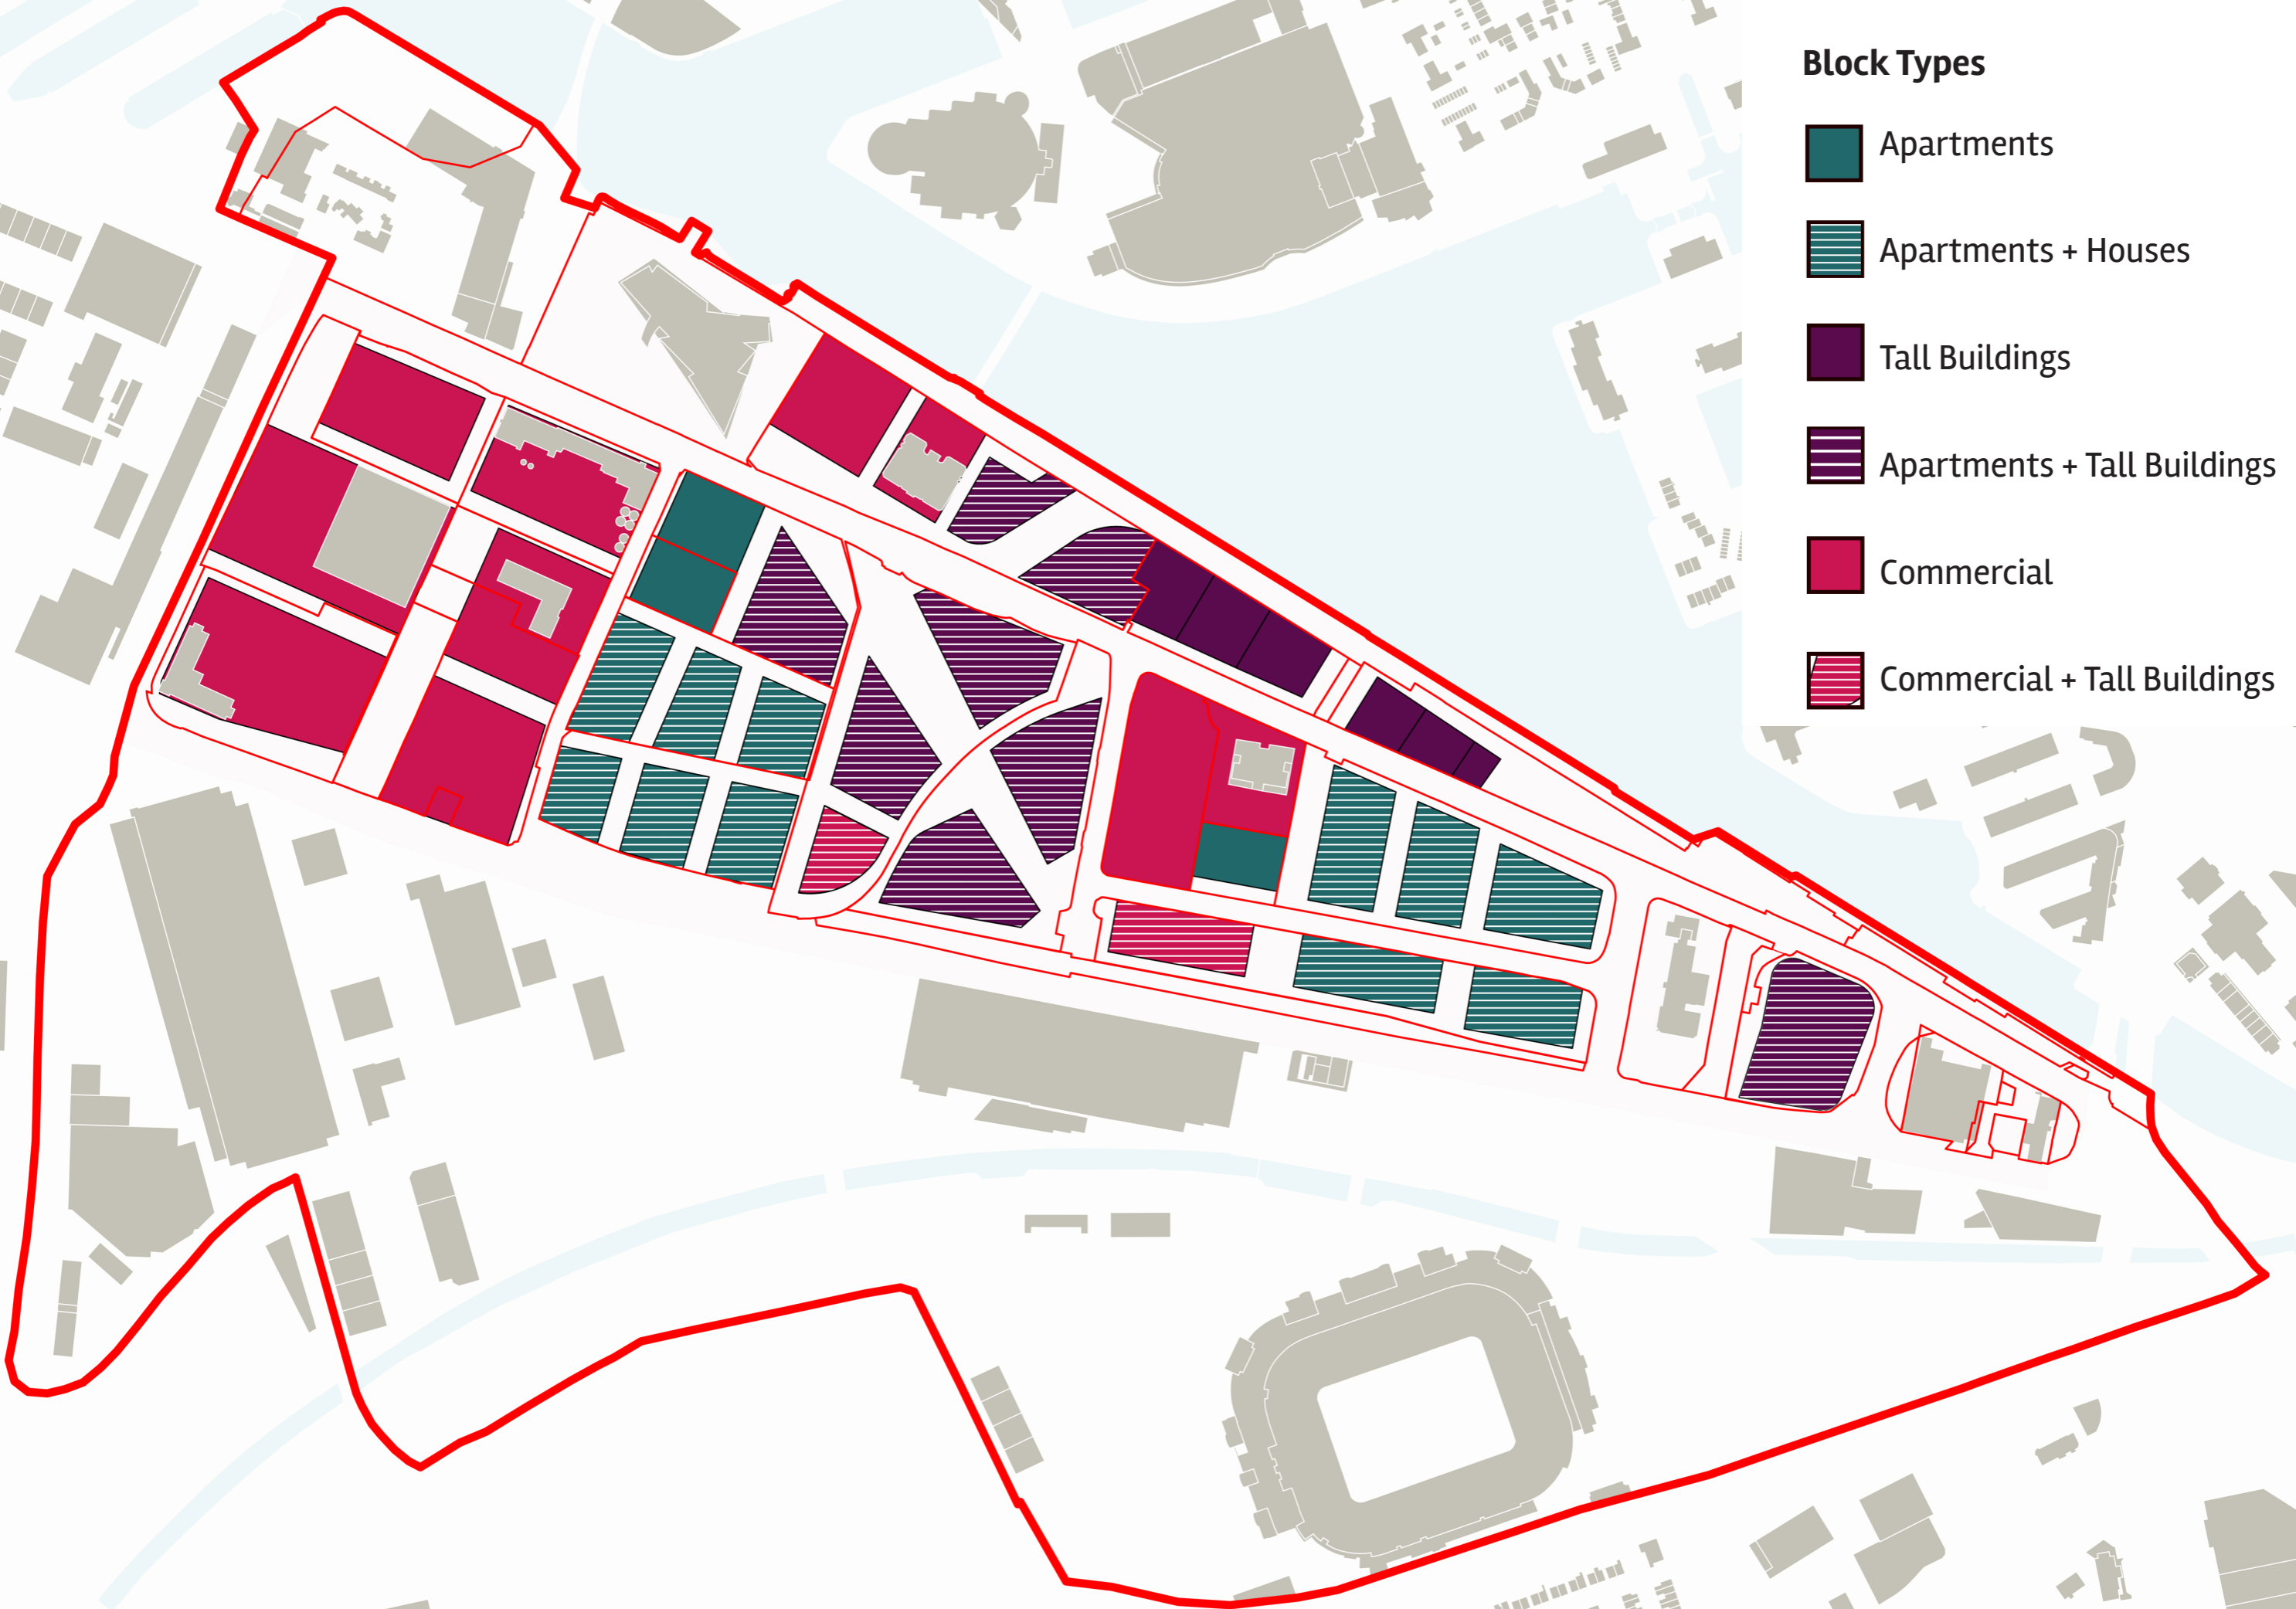 Block Types
Apartments
Apartments + Houses
Tall Buildings
Apartments + Tall Buildings
Commercial
Commercial + Tall Buildings